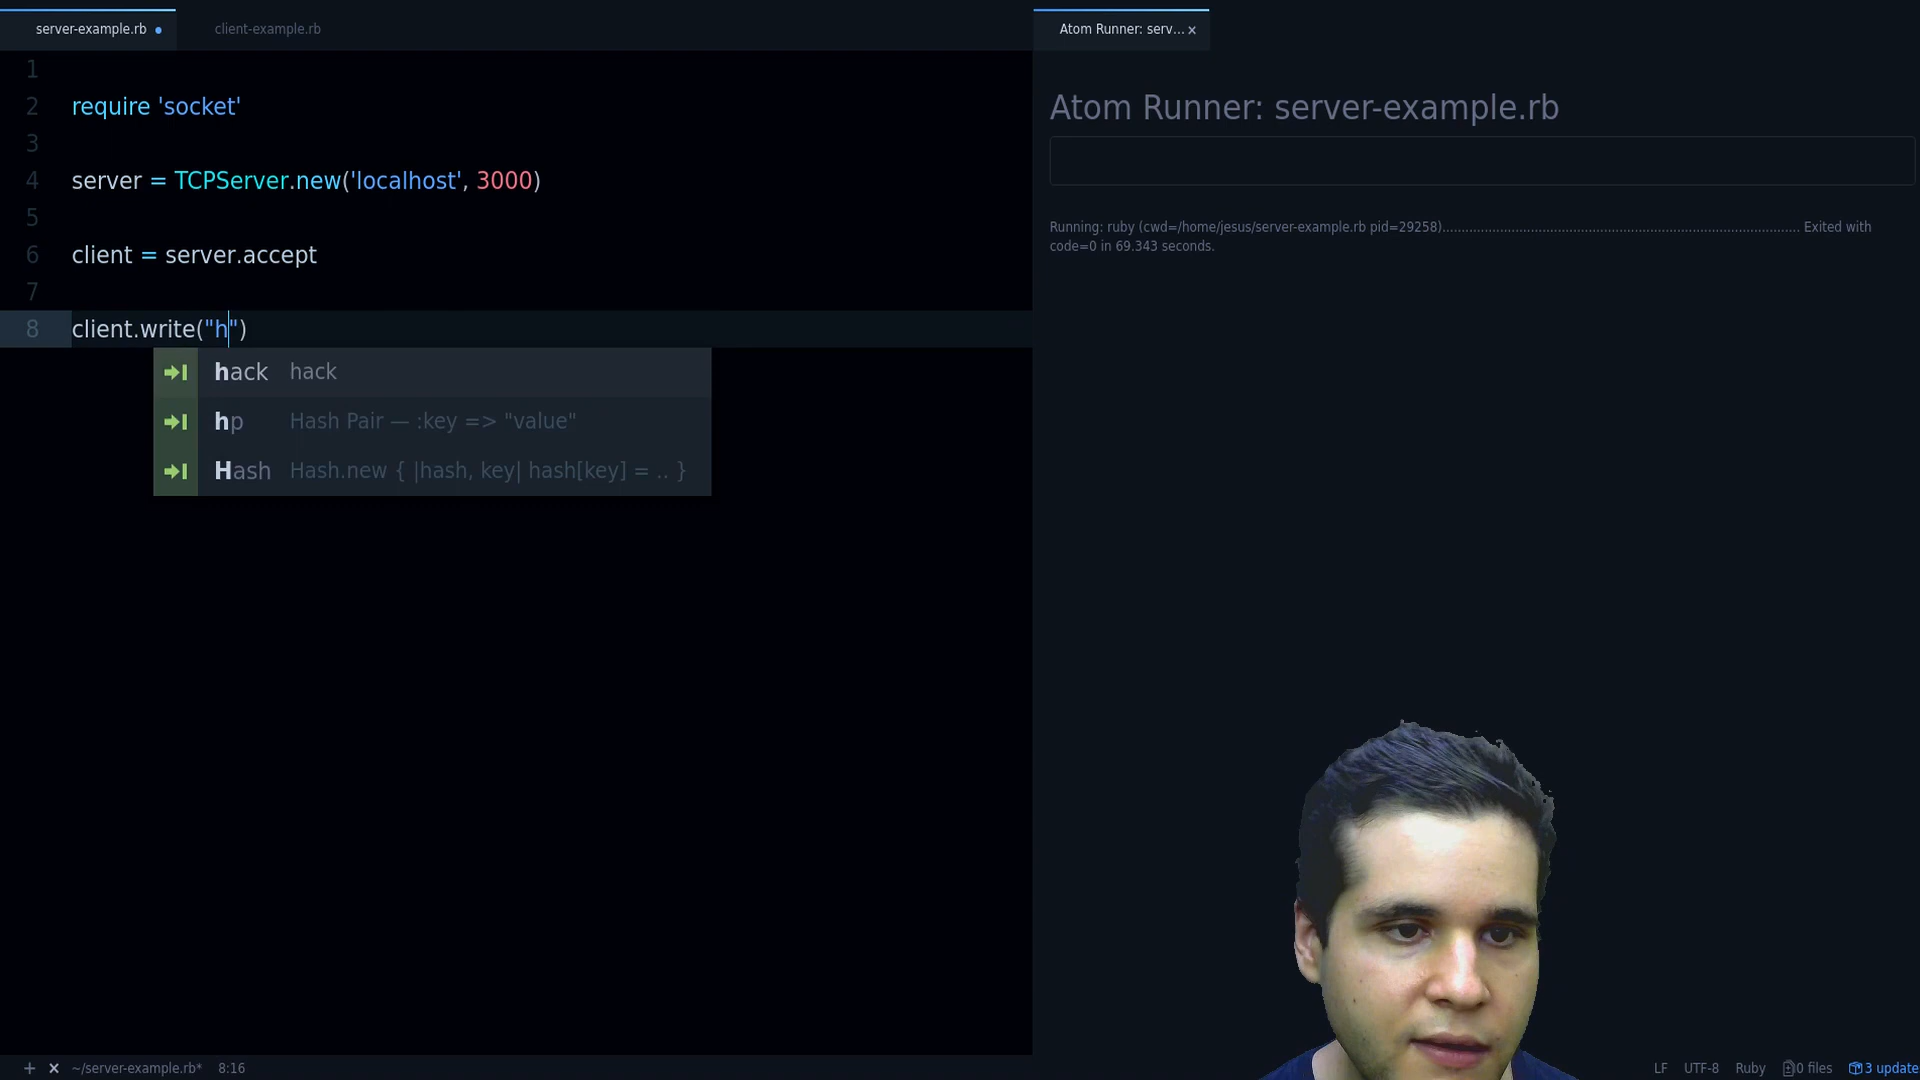 server-example.rb
client-example.rb
Atom Runner: serv...
1
2 require 'socket'
3
4 server = TCPServer.new('localhost', 3000)
5
6 client = server.accept
7
8 client.write("h")
hack hack
hp Hash Pair — :key => "value"
Hash Hash.new { |hash, key| hash[key] = .. }
Atom Runner: server-example.rb
Running: ruby (cwd=/home/jesus/server-example.rb pid=29258)............................................................................................ Exited with
code=0 in 69.343 seconds.
~/server-example.rb* 8:16
LF UTF-8 Ruby 0 files 3 update